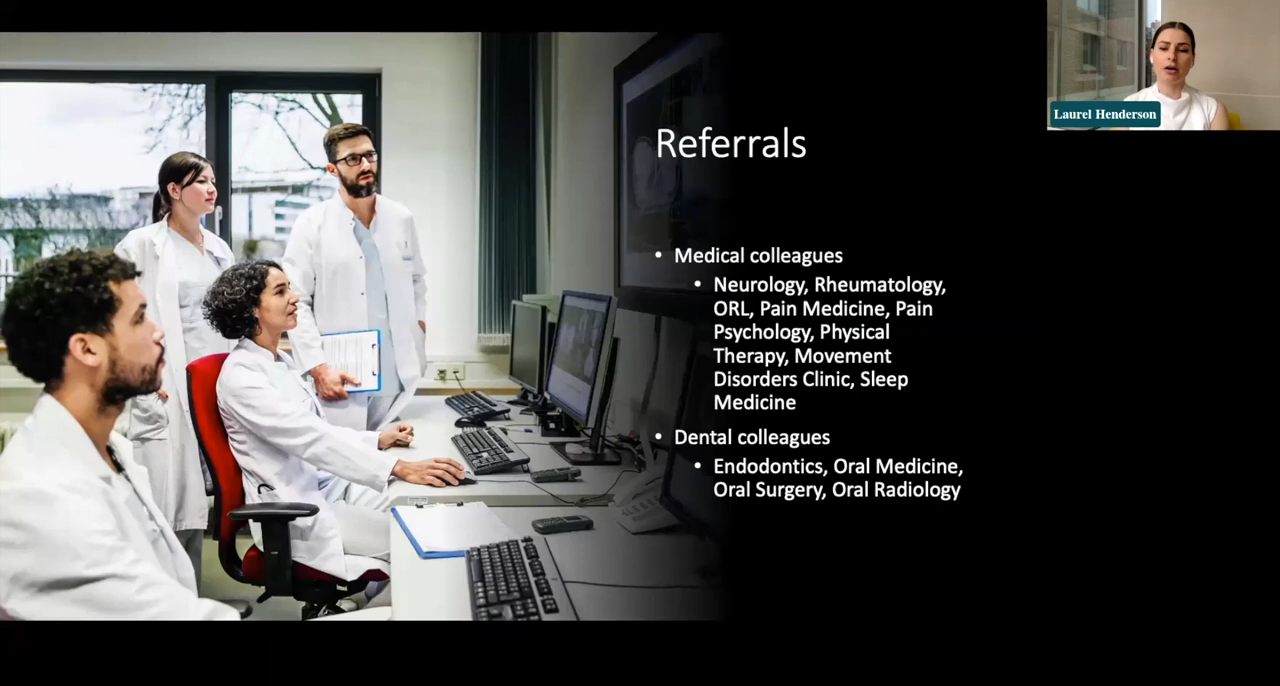 Laurel Henderson
Referrals
• Medical colleagues
• Neurology, Rheumatology,
ORL, Pain Medicine, Pain
Psychology, Physical
Therapy, Movement
Disorders Clinic, Sleep
Medicine
• Dental colleagues
• Endodontics, Oral Medicine,
Oral Surgery, Oral Radiology